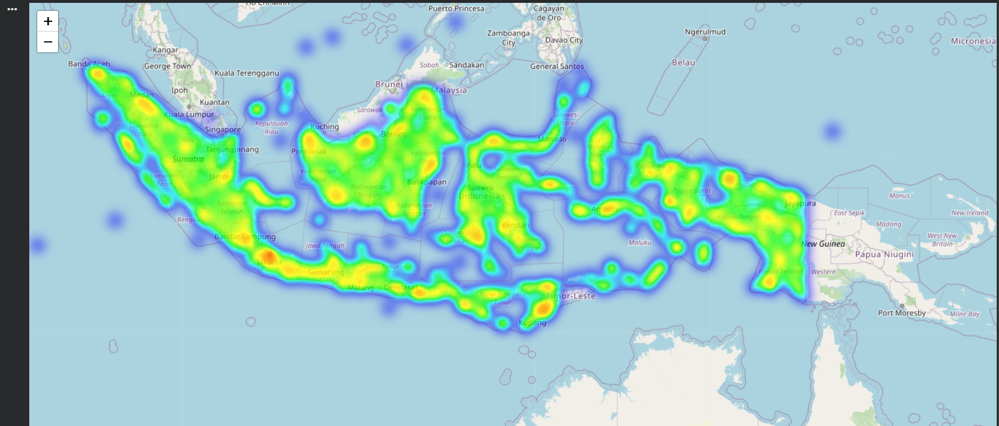 ...
+
−
Ho Chi Minh
Puerto Princesa
Cagayan
de Oro
Zamboanga
City
Davao City
General Santos
Ngerulmud
Belau
Micronesia
Kangar
George Town
Kuala Terengganu
Ipoh
Kuantan
Kuala Lumpur
Banda Aceh
Aceh
Medan
Sumatera
Utara
Singapore
Kepulauan
Riau
Riau
Tanjungpinang
Sumatra
Sumatera
Barat
Jambi
Sumatera
Selatan
Bengkulu
Bandar Lampung
Sabah
Sandakan
Brunei
Malaysia
Sarawak
Kuching
Kalimantan
Utara
Borneo
Pontianak
Kalimantan
Timur
Kalimantan
Barat
Balikpapan
Kalimantan
Tengah
Kalimantan
Selatan
Sulawesi
Utara
Manado
Palu
Sulawesi
Tengah
Sulawesi
Indonesia
Kendari
Sulawesi
Selatan
Sulawesi
Tenggara
Maluku
Utara
Ambon
Maluku
Papua Barat
Daya
Papua Barat
Papua
Jayapura
Papua Tengah
New Guinea
Papua Selatan
Western
East Sepik
Madang
Manus
New Ireland
West New
Britain
Papua Niugini
Port Moresby
Milne Bay
Jakarta
Jawa Tengah
Semarang
Jawa Timur
Malang
Denpasar
Nusa Tenggara
Timur
Timor-Leste
Kupang